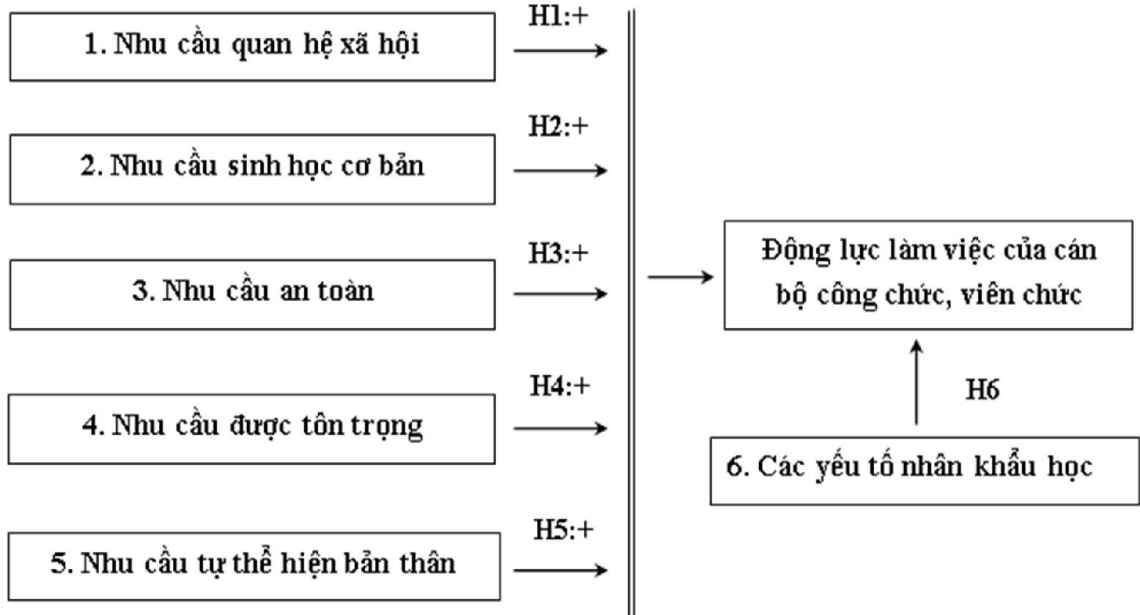 H1:+
1. Nhu cầu quan hệ xã hội
H2:+
2. Nhu cầu sinh học cơ bản
H3:+
3. Nhu cầu an toàn
Động lực làm việc của cán
bộ công chức, viên chức
H4:+
4. Nhu cầu được tôn trọng
H6
6. Các yếu tố nhân khẩu học
H5:+
5. Nhu cầu tự thể hiện bản thân